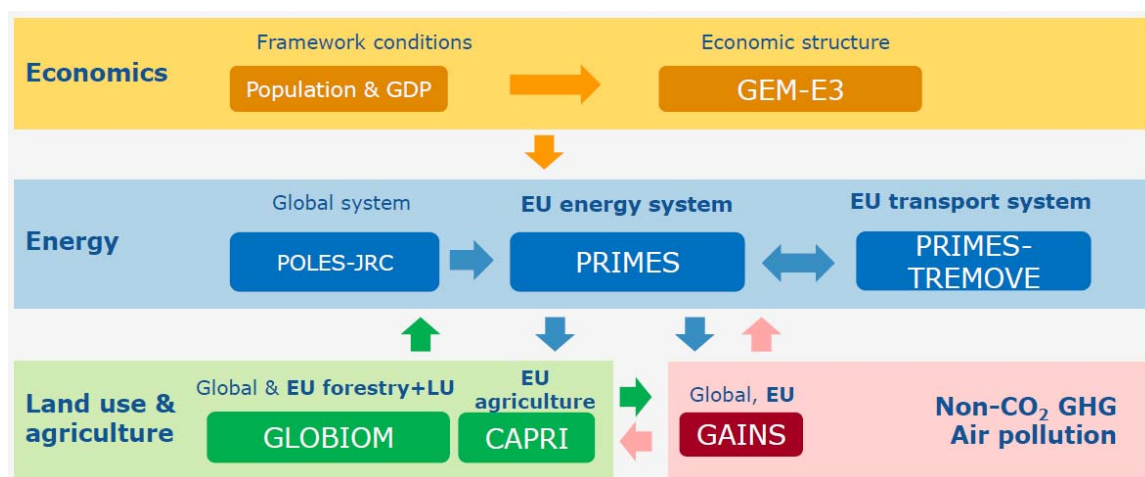 Economics
Framework conditions
Population & GDP
Economic structure
GEM-E3
Energy
Global system
POLES-JRC
EU energy system
PRIMES
EU transport system
PRIMES-
TREMOVE
Land use &
agriculture
Global & EU forestry+LU
GLOBIOM
EU
agriculture
CAPRI
Global, EU
GAINS
Non-CO₂ GHG
Air pollution